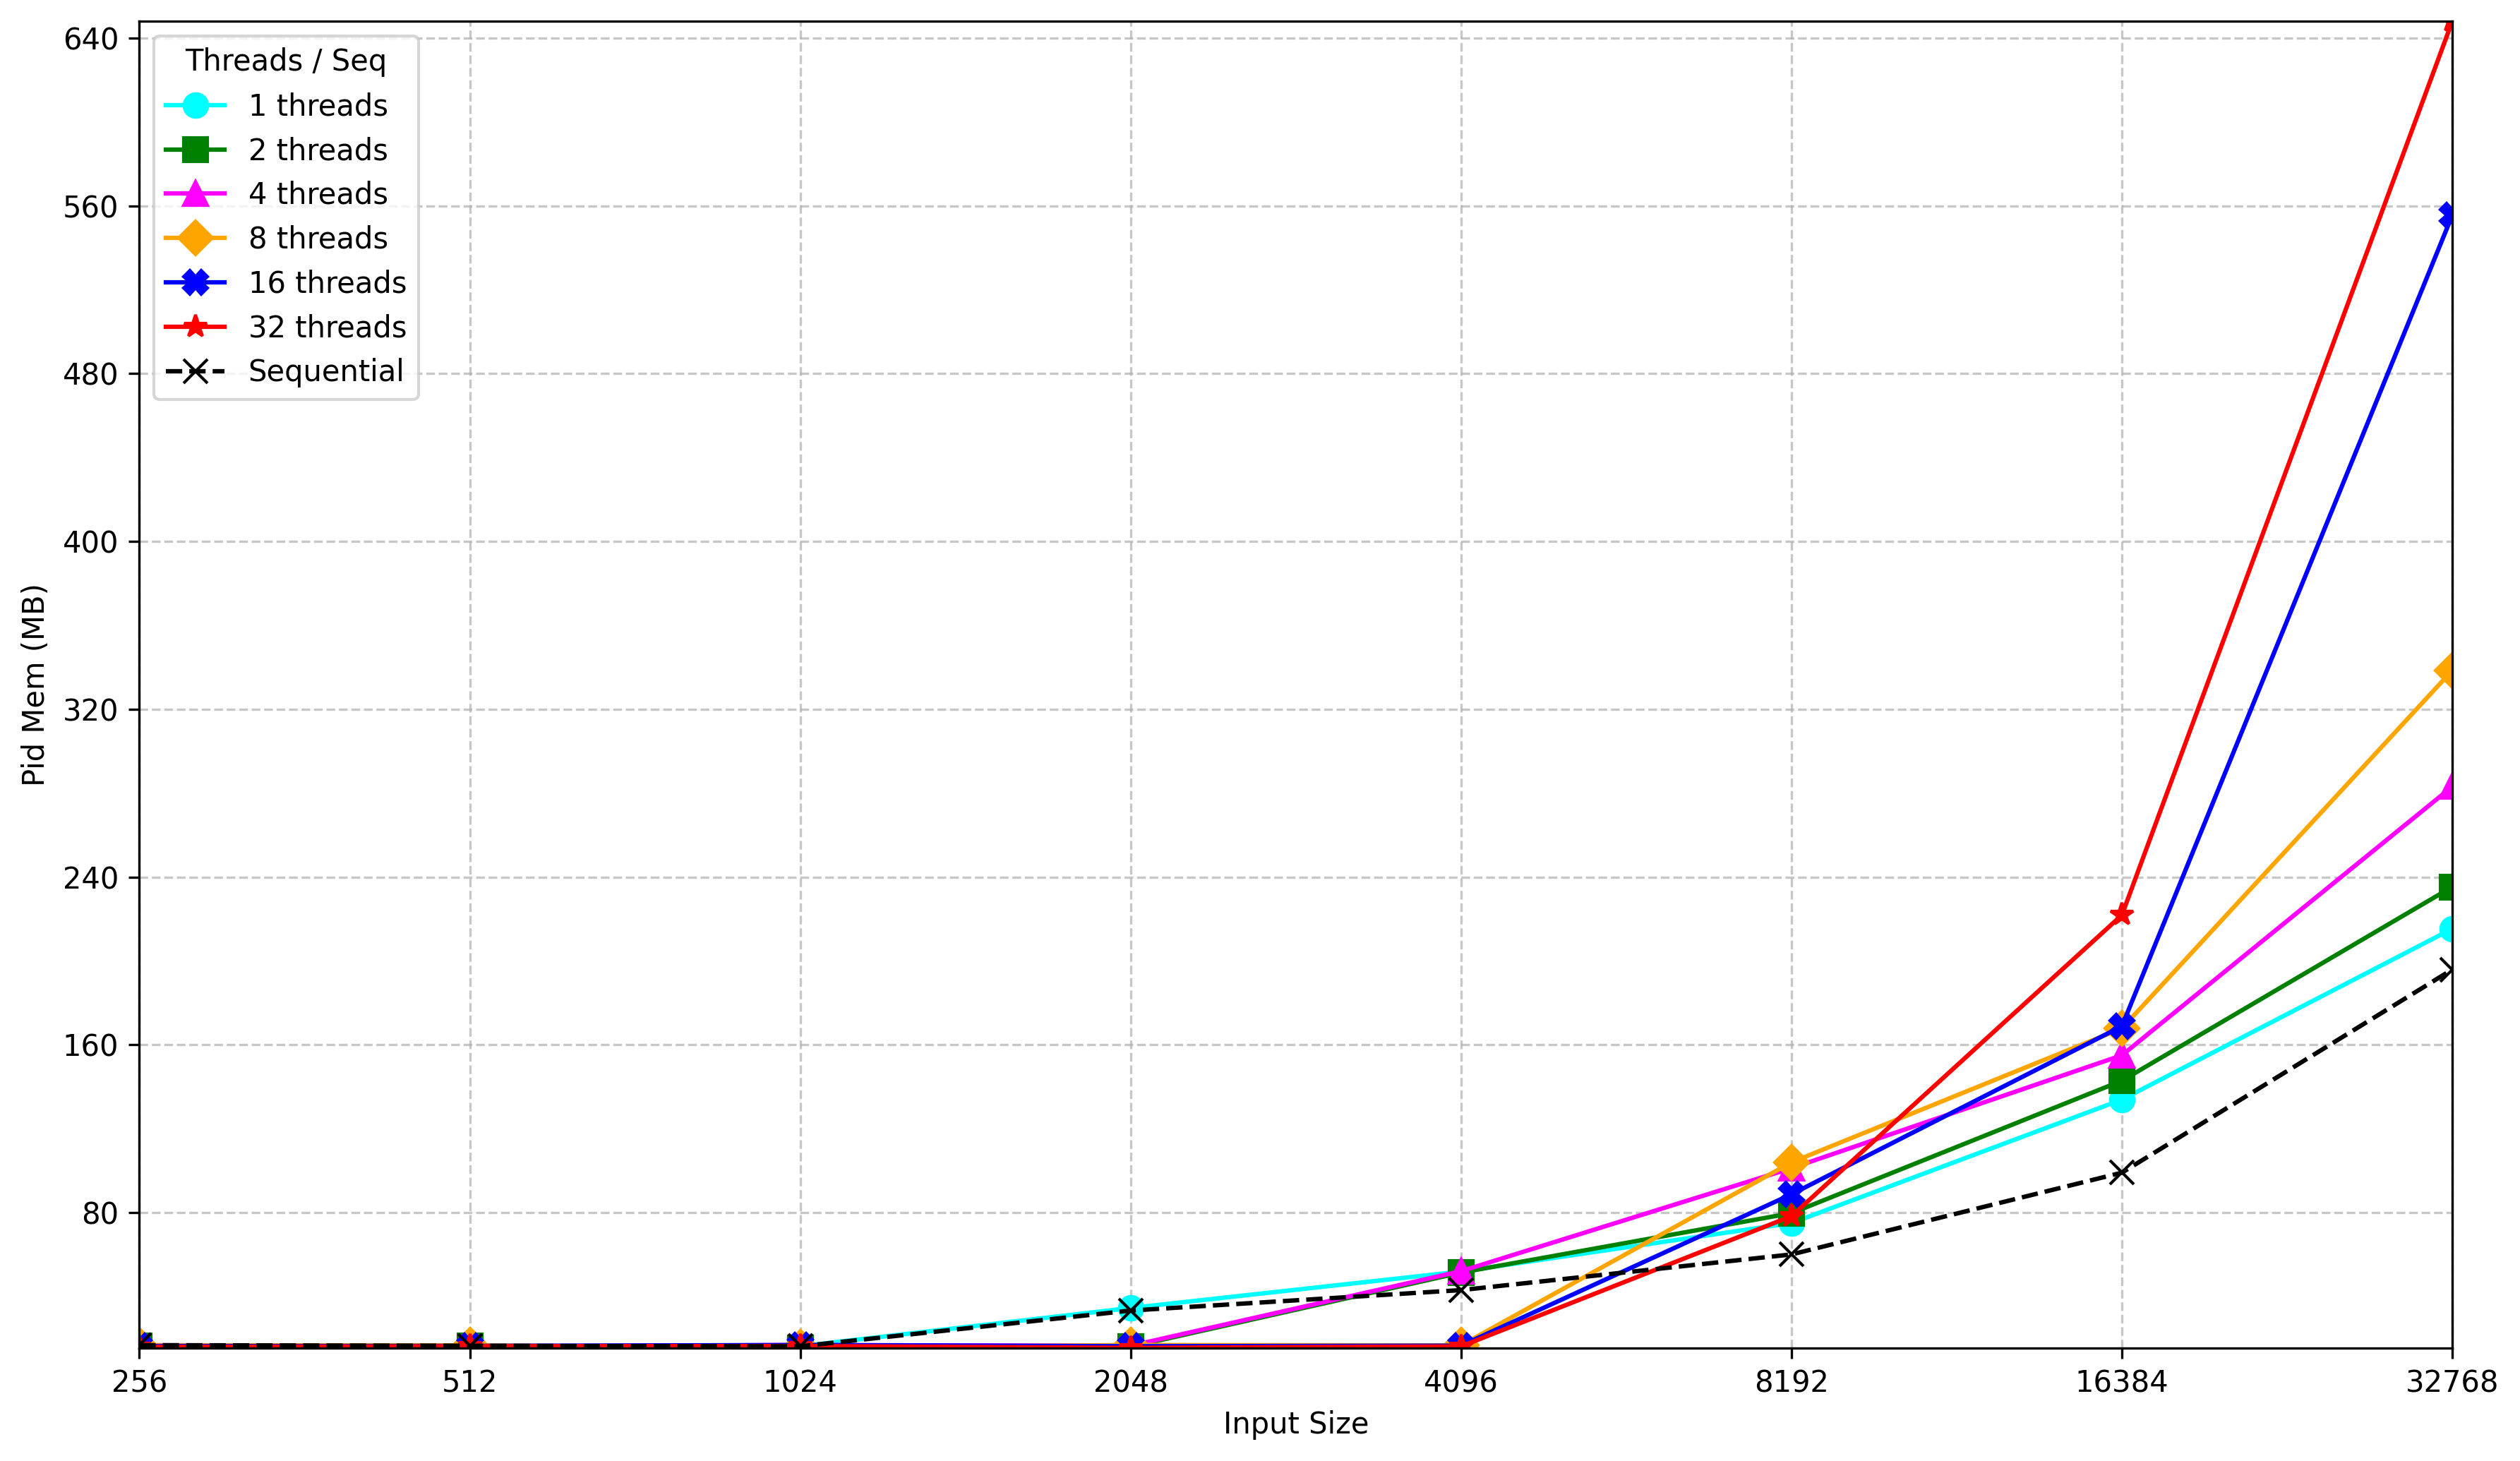 Threads / Seq
1 threads
2 threads
4 threads
8 threads
16 threads
32 threads
Sequential
640
560
480
400
320
240
160
80
Pid Mem (MB)
256 512 1024 2048 4096 8192 16384 32768
Input Size